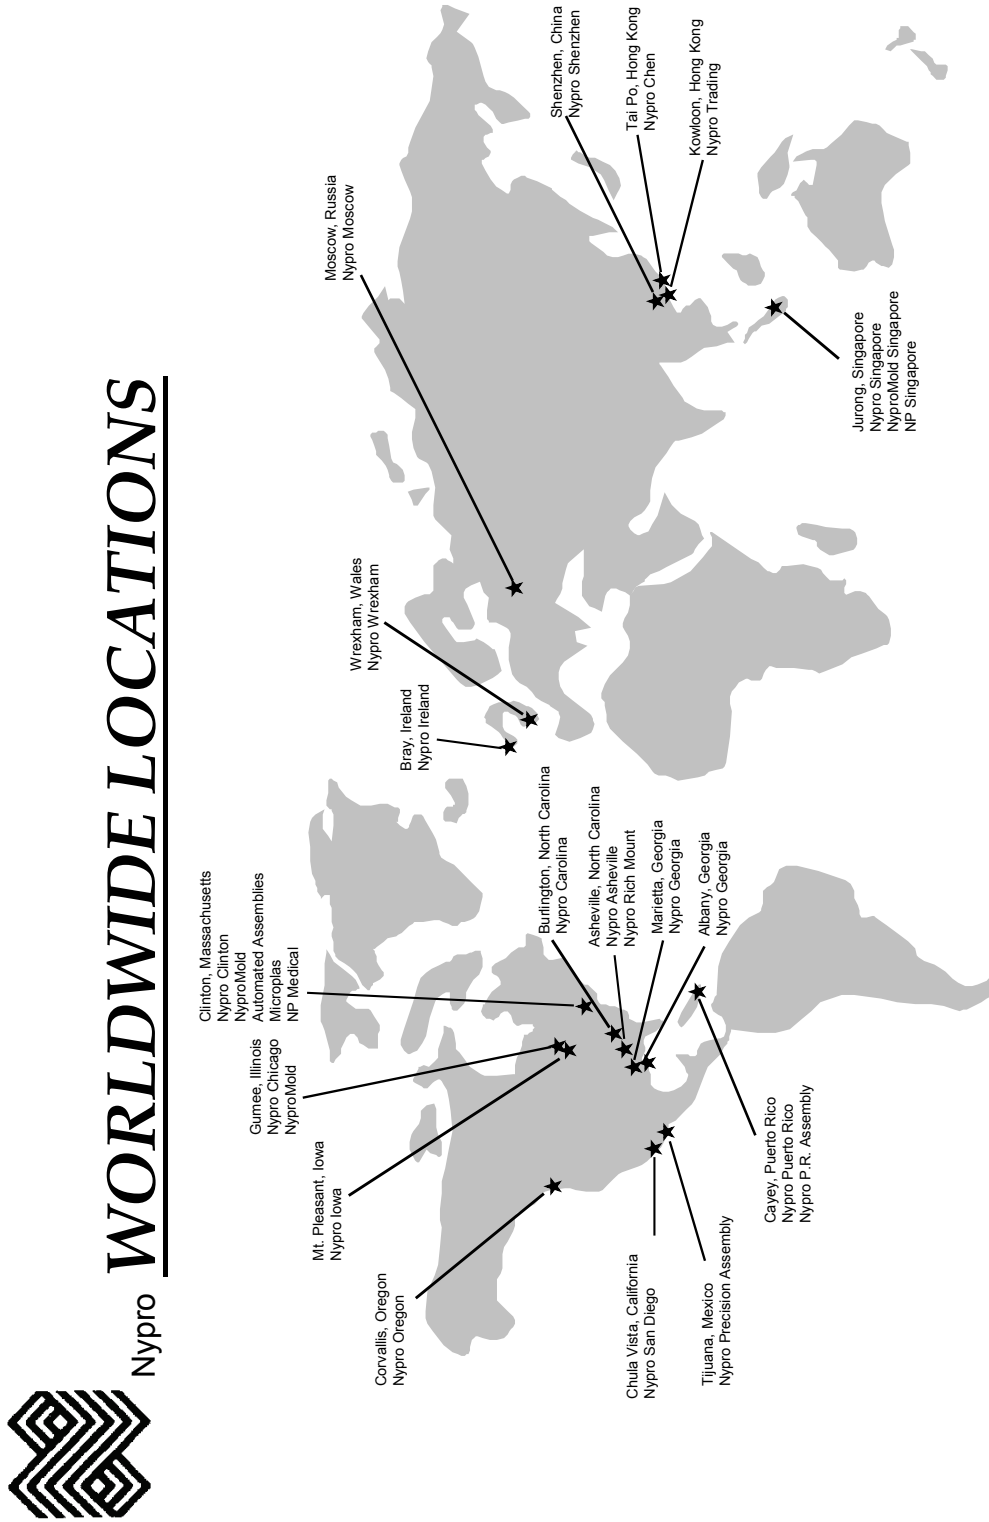 Nypro WORLDWIDE LOCATIONS
Clinton, Massachusetts
Nypro Clinton
NyproMold
Automated Assemblies
Microplas
NP Medical
Gurnee, Illinois
Nypro Chicago
NyproMold
Mt. Pleasant, Iowa
Nypro Iowa
Corvallis, Oregon
Nypro Oregon
Bray, Ireland
Nypro Ireland
Wrexham, Wales
Nypro Wrexham
Moscow, Russia
Nypro Moscow
Burlington, North Carolina
Nypro Carolina
Asheville, North Carolina
Nypro Asheville
Nypro Rich Mount
Marietta, Georgia
Nypro Georgia
Albany, Georgia
Nypro Georgia
Shenzhen, China
Nypro Shenzhen
Tai Po, Hong Kong
Nypro Chen
Kowloon, Hong Kong
Nypro Trading
Chula Vista, California
Nypro San Diego
Tijuana, Mexico
Nypro Precision Assembly
Cayey, Puerto Rico
Nypro Puerto Rico
Nypro P.R. Assembly
Jurong, Singapore
Nypro Singapore
NyproMold Singapore
NP Singapore